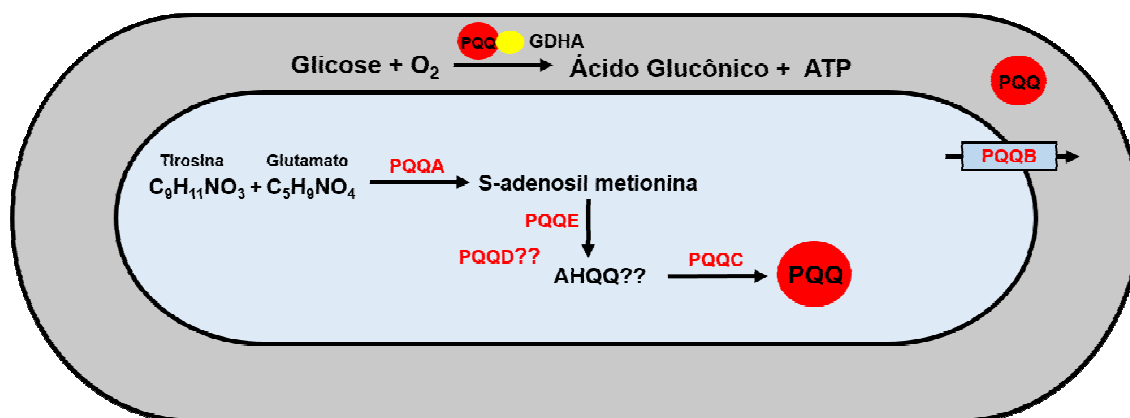 PQQ GDHA
Glicose + O₂ Ácido Glucônico + ATP
PQQ
PQQB
Tirosina Glutamato
C₉H₁₁NO₃ + C₅H₉NO₄
PQQA
S-adenosil metionina
PQQE
PQQD??
AHQQ??
PQQC
PQQ